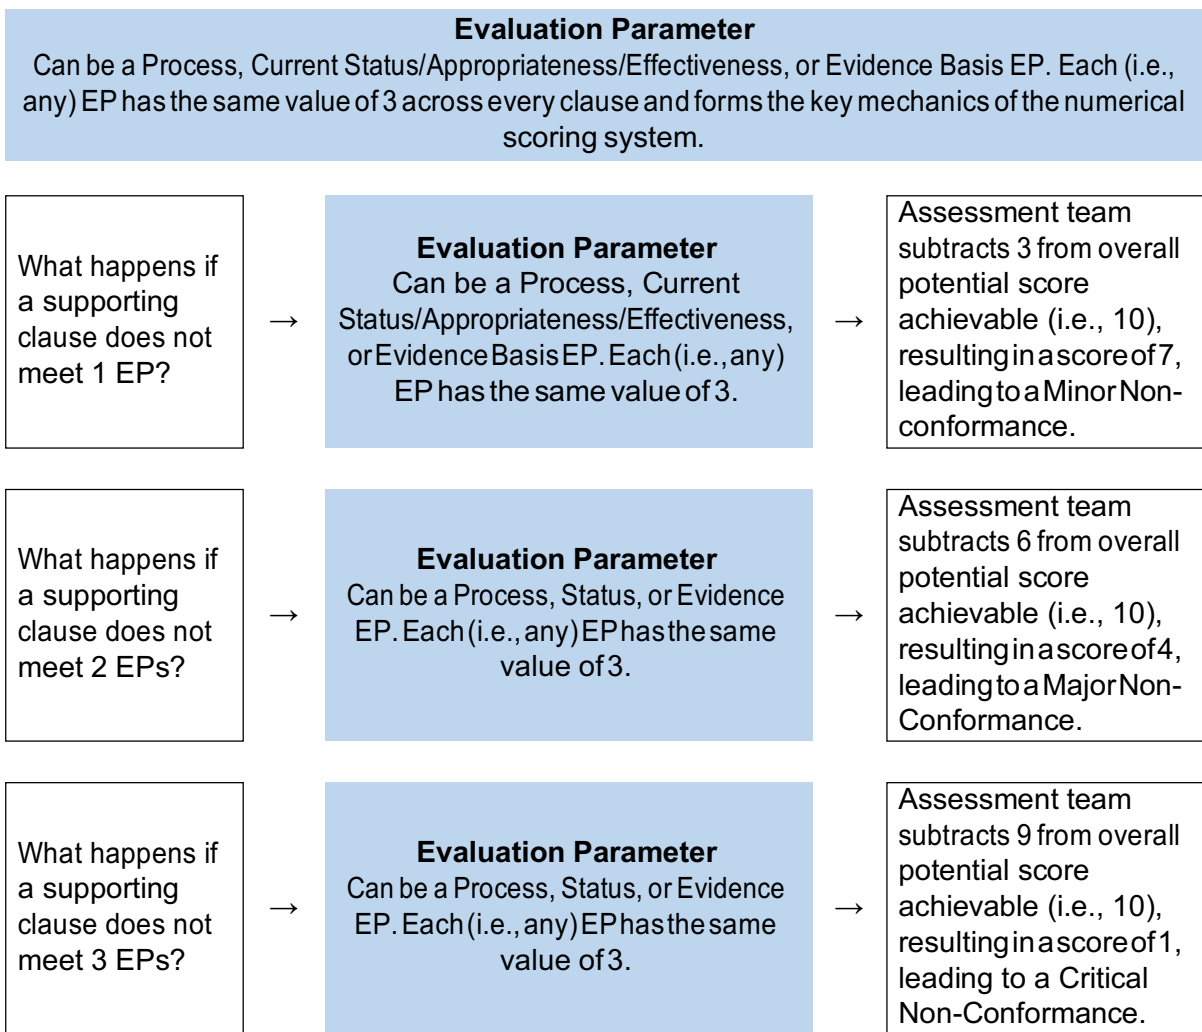 Evaluation Parameter
Can be a Process, Current Status/Appropriateness/Effectiveness, or Evidence Basis EP. Each (i.e.,
any) EP has the same value of 3 across every clause and forms the key mechanics of the numerical
scoring system.
What happens if
a supporting
clause does not
meet 1 EP?
→
Evaluation Parameter
Can be a Process, Current
Status/Appropriateness/Effectiveness,
or Evidence Basis EP. Each (i.e., any)
EP has the same value of 3.
→
Assessment team
subtracts 3 from overall
potential score
achievable (i.e., 10),
resulting in a score of 7,
leading to a Minor Non-
conformance.
What happens if
a supporting
clause does not
meet 2 EPs?
→
Evaluation Parameter
Can be a Process, Status, or Evidence
EP. Each (i.e., any) EP has the same
value of 3.
→
Assessment team
subtracts 6 from overall
potential score
achievable (i.e., 10),
resulting in a score of 4,
leading to a Major Non-
Conformance.
What happens if
a supporting
clause does not
meet 3 EPs?
→
Evaluation Parameter
Can be a Process, Status, or Evidence
EP. Each (i.e., any) EP has the same
value of 3.
→
Assessment team
subtracts 9 from overall
potential score
achievable (i.e., 10),
resulting in a score of 1,
leading to a Critical
Non-Conformance.